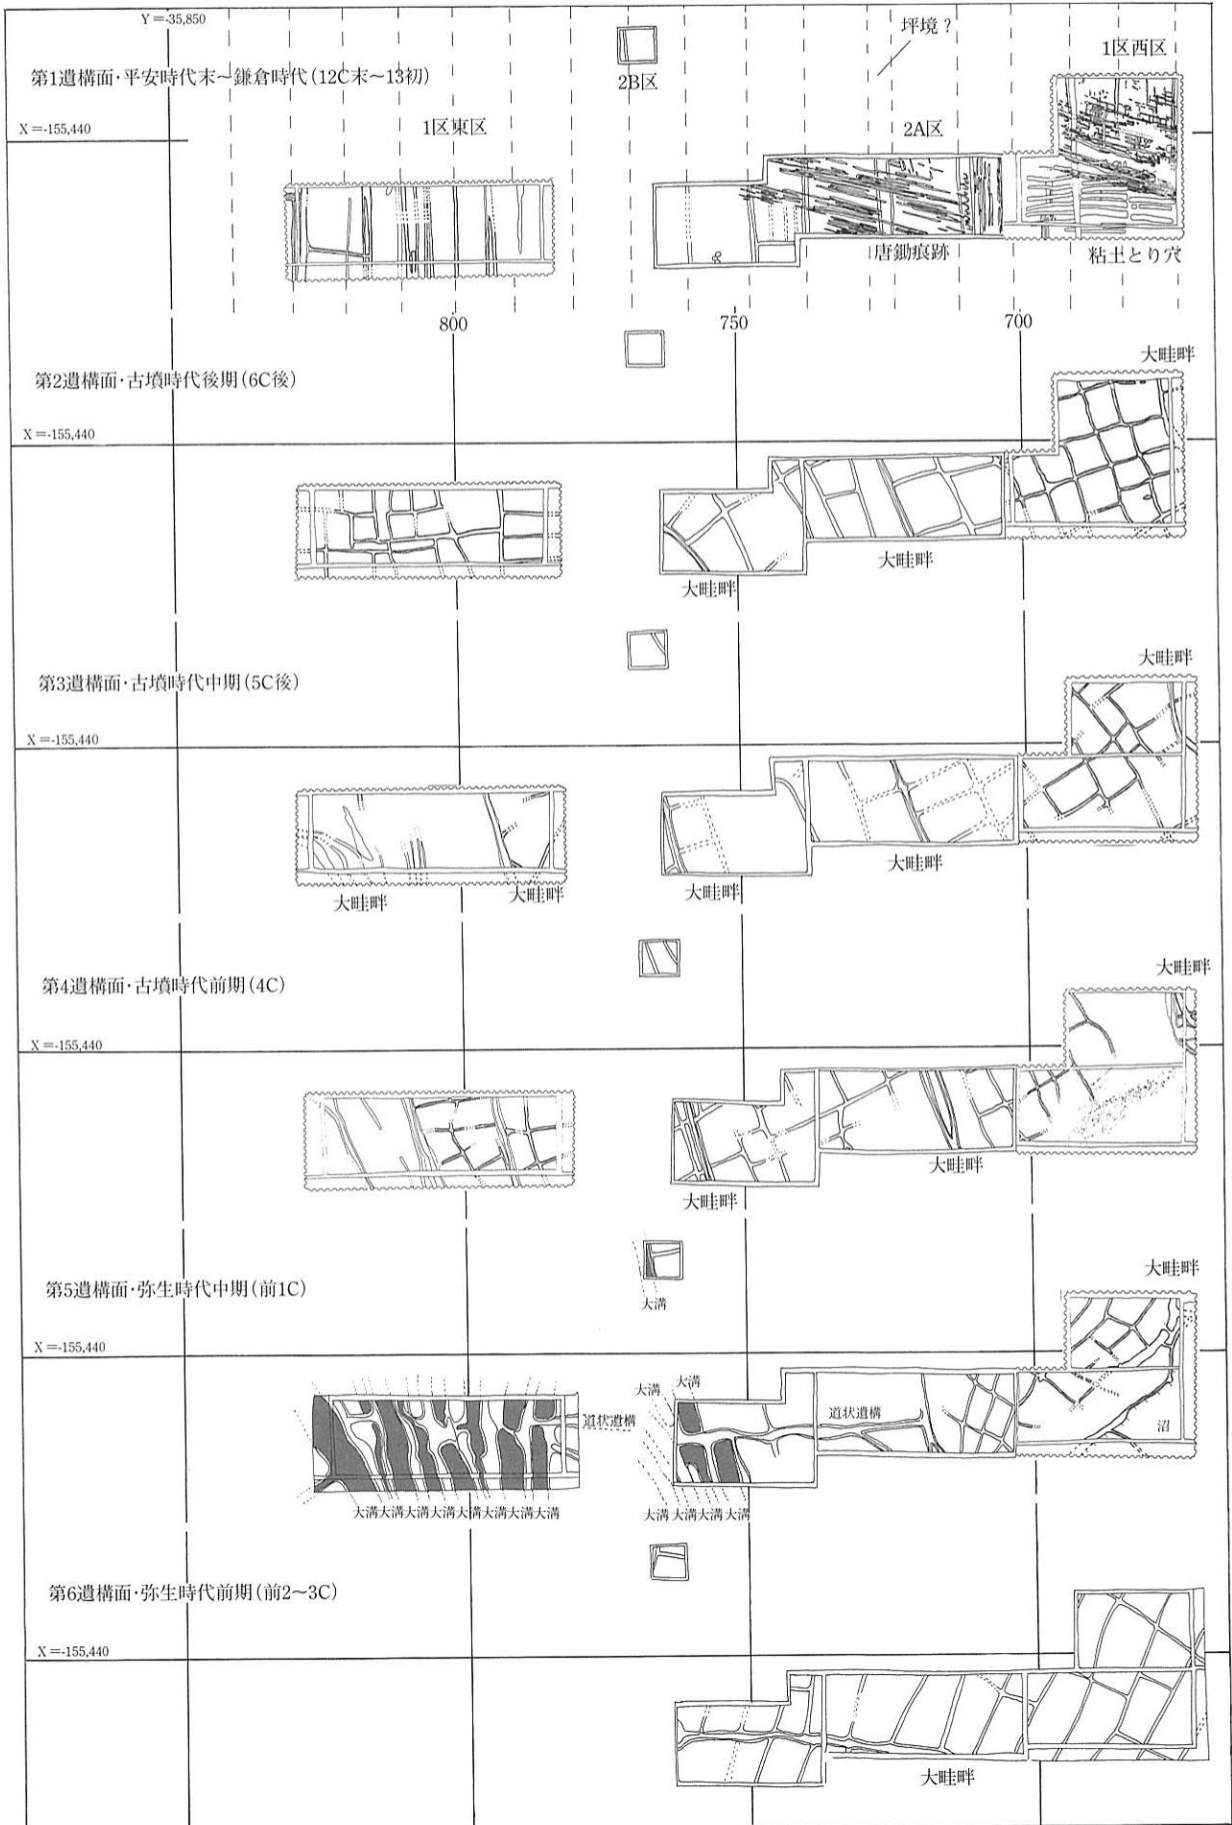 Y＝-35,850
坪境？
1区西区
第1遺構面・平安時代末～鎌倉時代（12C末～13初）
2B区
X＝-155,440
1区東区
2A区
唐鋤痕跡
粘土とり穴
800
750
700
大畦畔
第2遺構面・古墳時代後期（6C後）
X＝-155,440
大畦畔
大畦畔
大畦畔
第3遺構面・古墳時代中期（5C後）
X＝-155,440
大畦畔
大畦畔
大畦畔
大畦畔
大畦畔
第4遺構面・古墳時代前期（4C）
X＝-155,440
大畦畔
大畦畔
大畦畔
第5遺構面・弥生時代中期（前1C）
大溝
X＝-155,440
大溝
大溝
道状遺構
道状遺構
沼
大溝大溝大溝大溝大溝大溝大溝大溝
大溝 大溝大溝大溝
第6遺構面・弥生時代前期（前2～3C）
X＝-155,440
大畦畔